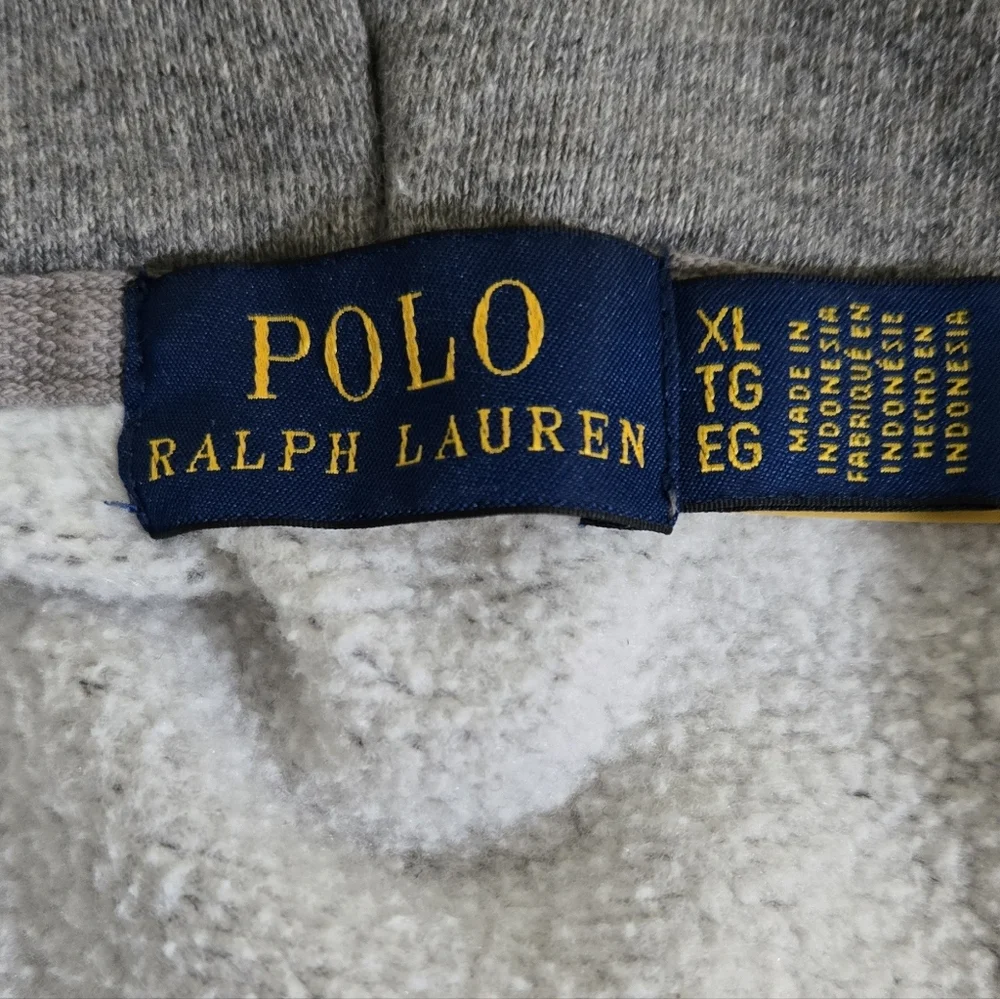 POLO
RALPH LAUREN
XL
TG
EG
MADE IN
INDONESIA
FABRIQUÉ EN
INDONÉSIE
HECHO EN
INDONESIA